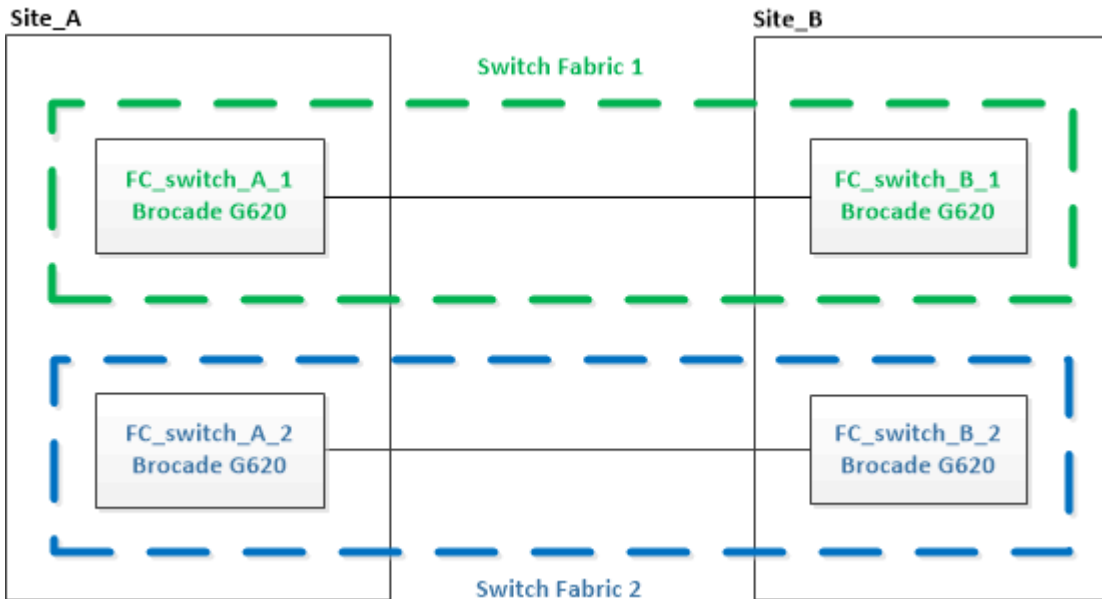 Site_A
Site_B
Switch Fabric 1
FC_switch_A_1
Brocade G620
FC_switch_B_1
Brocade G620
FC_switch_A_2
Brocade G620
FC_switch_B_2
Brocade G620
Switch Fabric 2